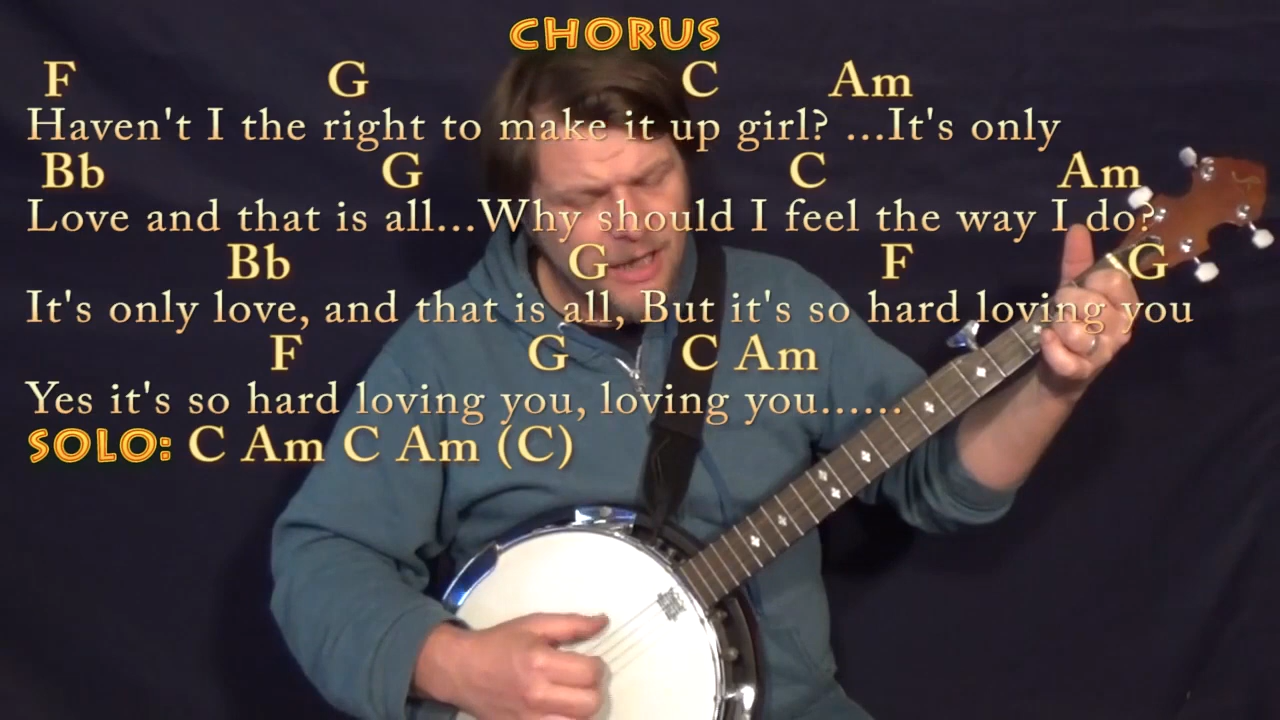 CHORUS
F G C Am
Haven't I the right to make it up girl? ...It's only
Bb G C Am
Love and that is all...Why should I feel the way I do?
Bb G F G
It's only love, and that is all, But it's so hard loving you
F G C Am
Yes it's so hard loving you, loving you......
SOLO: C Am C Am (C)